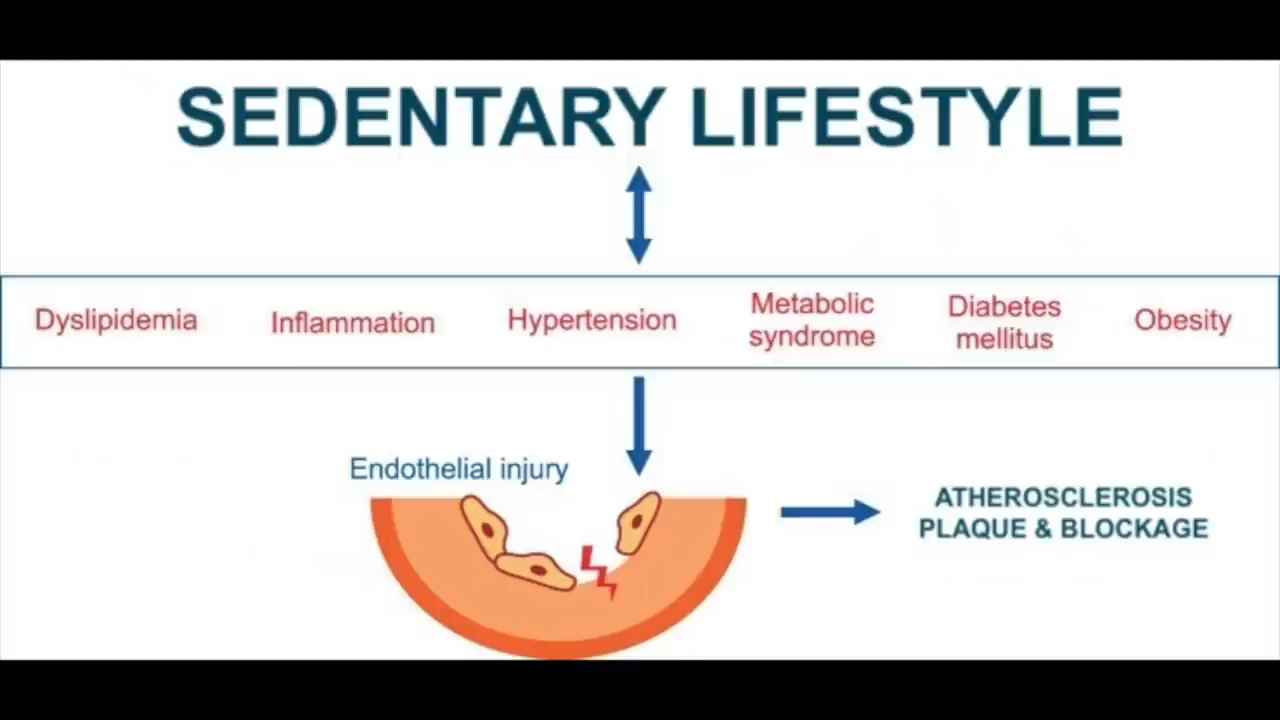 SEDENTARY LIFESTYLE
Dyslipidemia
Inflammation
Hypertension
Metabolic
syndrome
Diabetes
mellitus
Obesity
Endothelial injury
ATHEROSCLEROSIS
PLAQUE & BLOCKAGE